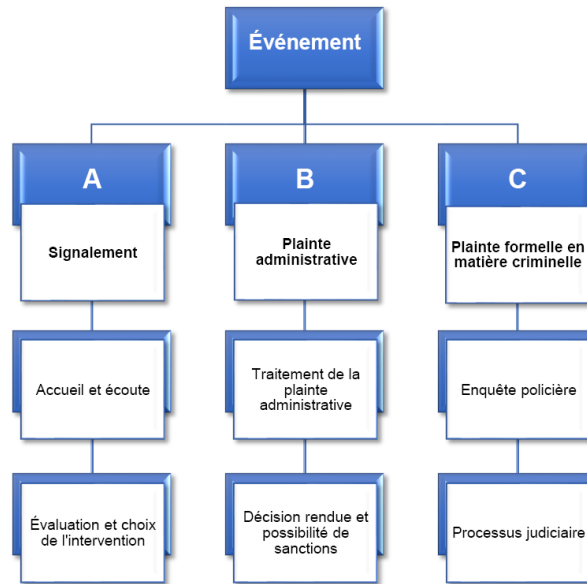 Événement
A
Signalement
Accueil et écoute
Évaluation et choix
de l'intervention
B
Plainte
administrative
Traitement de la
plainte
administrative
Décision rendue et
possibilité de
sanctions
C
Plainte formelle en
matière criminelle
Enquête policière
Processus judiciaire